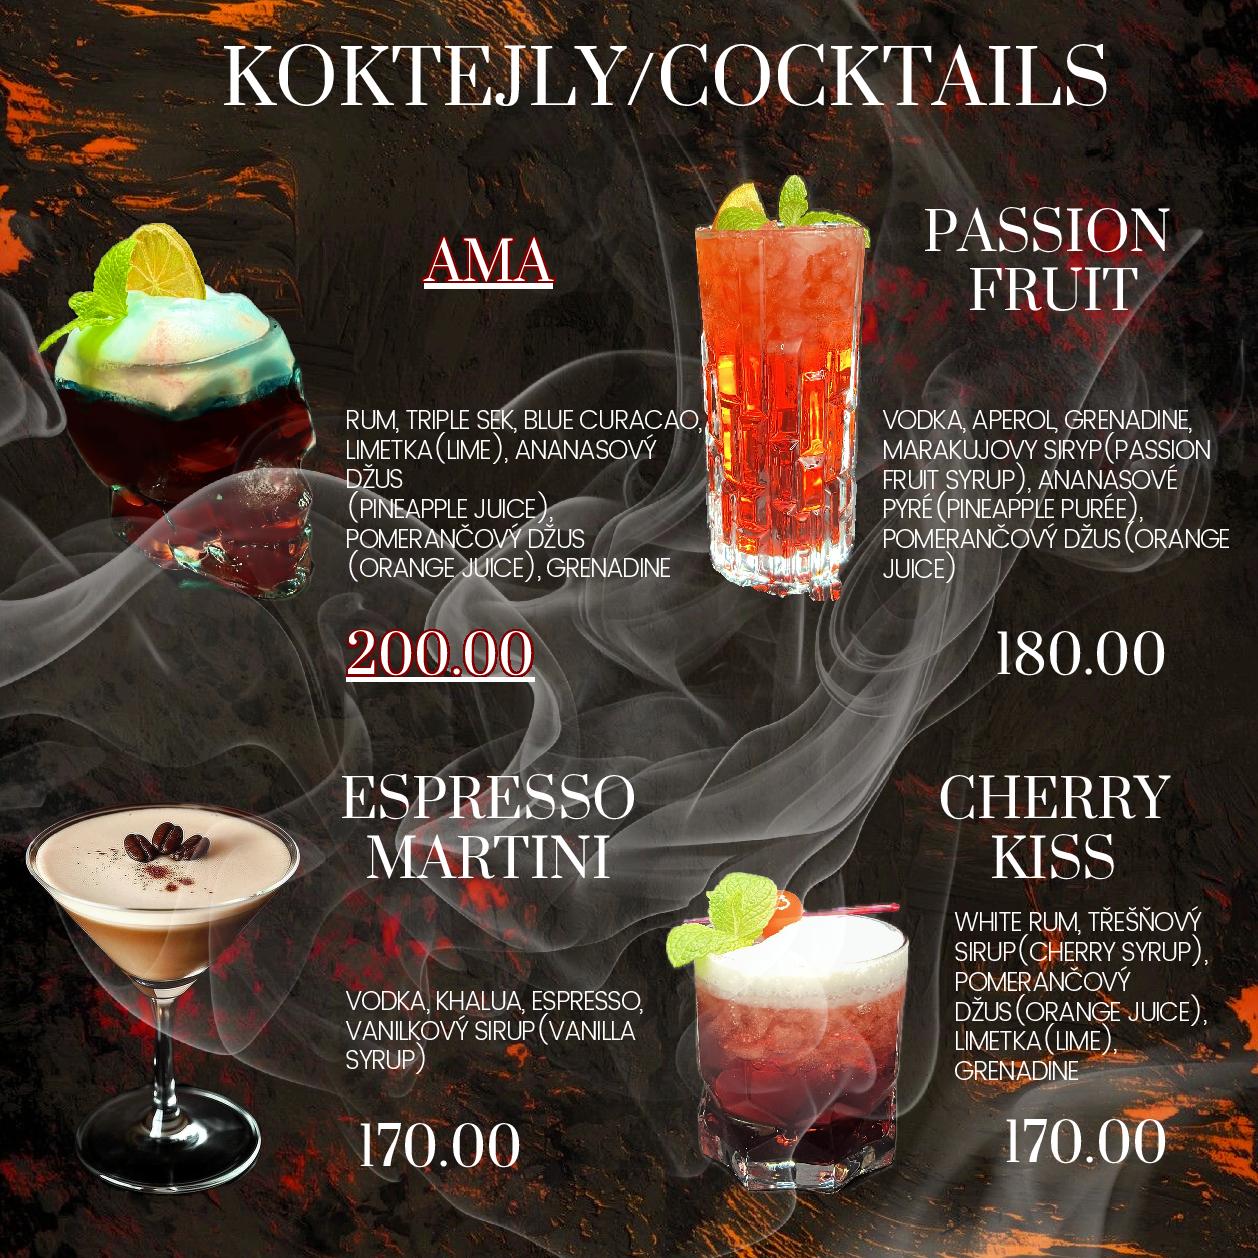 KOKTEJLY/COCKTAILS
AMA
RUM, TRIPLE SEK, BLUE CURACAO,
LIMETKA(LIME), ANANASOVÝ
DŽUS
(PINEAPPLE JUICE),
POMERANČOVÝ DŽUS
(ORANGE JUICE), GRENADINE
200.00
PASSION
FRUIT
VODKA, APEROL, GRENADINE,
MARAKUJOVY SIRYP(PASSION
FRUIT SYRUP), ANANASOVÉ
PYRÉ(PINEAPPLE PURÉE),
POMERANČOVÝ DŽUS(ORANGE
JUICE)
180.00
ESPRESSO
MARTINI
VODKA, KHALUA, ESPRESSO,
VANILKOVÝ SIRUP(VANILLA
SYRUP)
170.00
CHERRY
KISS
WHITE RUM, TŘEŠŇOVÝ
SIRUP(CHERRY SYRUP),
POMERANČOVÝ
DŽUS(ORANGE JUICE),
LIMETKA(LIME),
GRENADINE
170.00